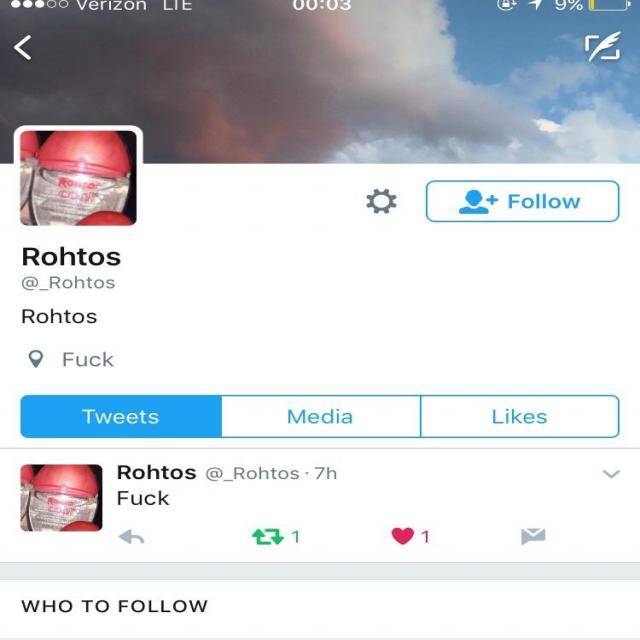 verizon LTE 00:03 9%
Follow
Rohtos
@_Rohtos
Rohtos
Fuck
Tweets Media Likes
Rohtos @_Rohtos · 7h
Fuck
1 1
WHO TO FOLLOW